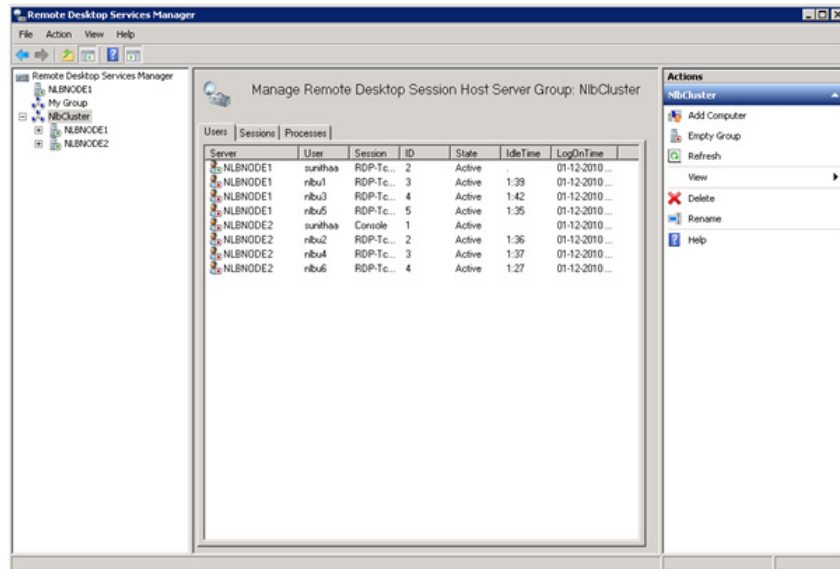 Remote Desktop Services Manager
File Action View Help
Remote Desktop Services Manager
NLBNODE1
My Group
NlbCluster
NLBNODE1
NLBNODE2
Manage Remote Desktop Session Host Server Group: NlbCluster
Users Sessions Processes
Server User Session ID State IdleTime LogOnTime
NLBNODE1 sunithaa RDP-Tc... 2 Active . 01-12-2010 ...
NLBNODE1 nlbu1 RDP-Tc... 3 Active 1:39 01-12-2010 ...
NLBNODE1 nlbu3 RDP-Tc... 4 Active 1:42 01-12-2010 ...
NLBNODE1 nlbu5 RDP-Tc... 5 Active 1:35 01-12-2010 ...
NLBNODE2 sunithaa Console 1 Active 01-12-2010 ...
NLBNODE2 nlbu2 RDP-Tc... 2 Active 1:36 01-12-2010 ...
NLBNODE2 nlbu4 RDP-Tc... 3 Active 1:37 01-12-2010 ...
NLBNODE2 nlbu6 RDP-Tc... 4 Active 1:27 01-12-2010 ...
Actions
NlbCluster
Add Computer
Empty Group
Refresh
View
Delete
Rename
Help